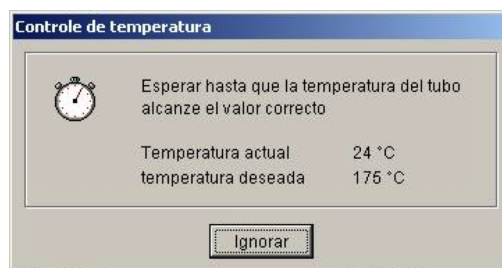 Controle de temperatura
Esperar hasta que la temperatura del tubo
alcanze el valor correcto
Temperatura actual 24 °C
temperatura deseada 175 °C
Ignorar